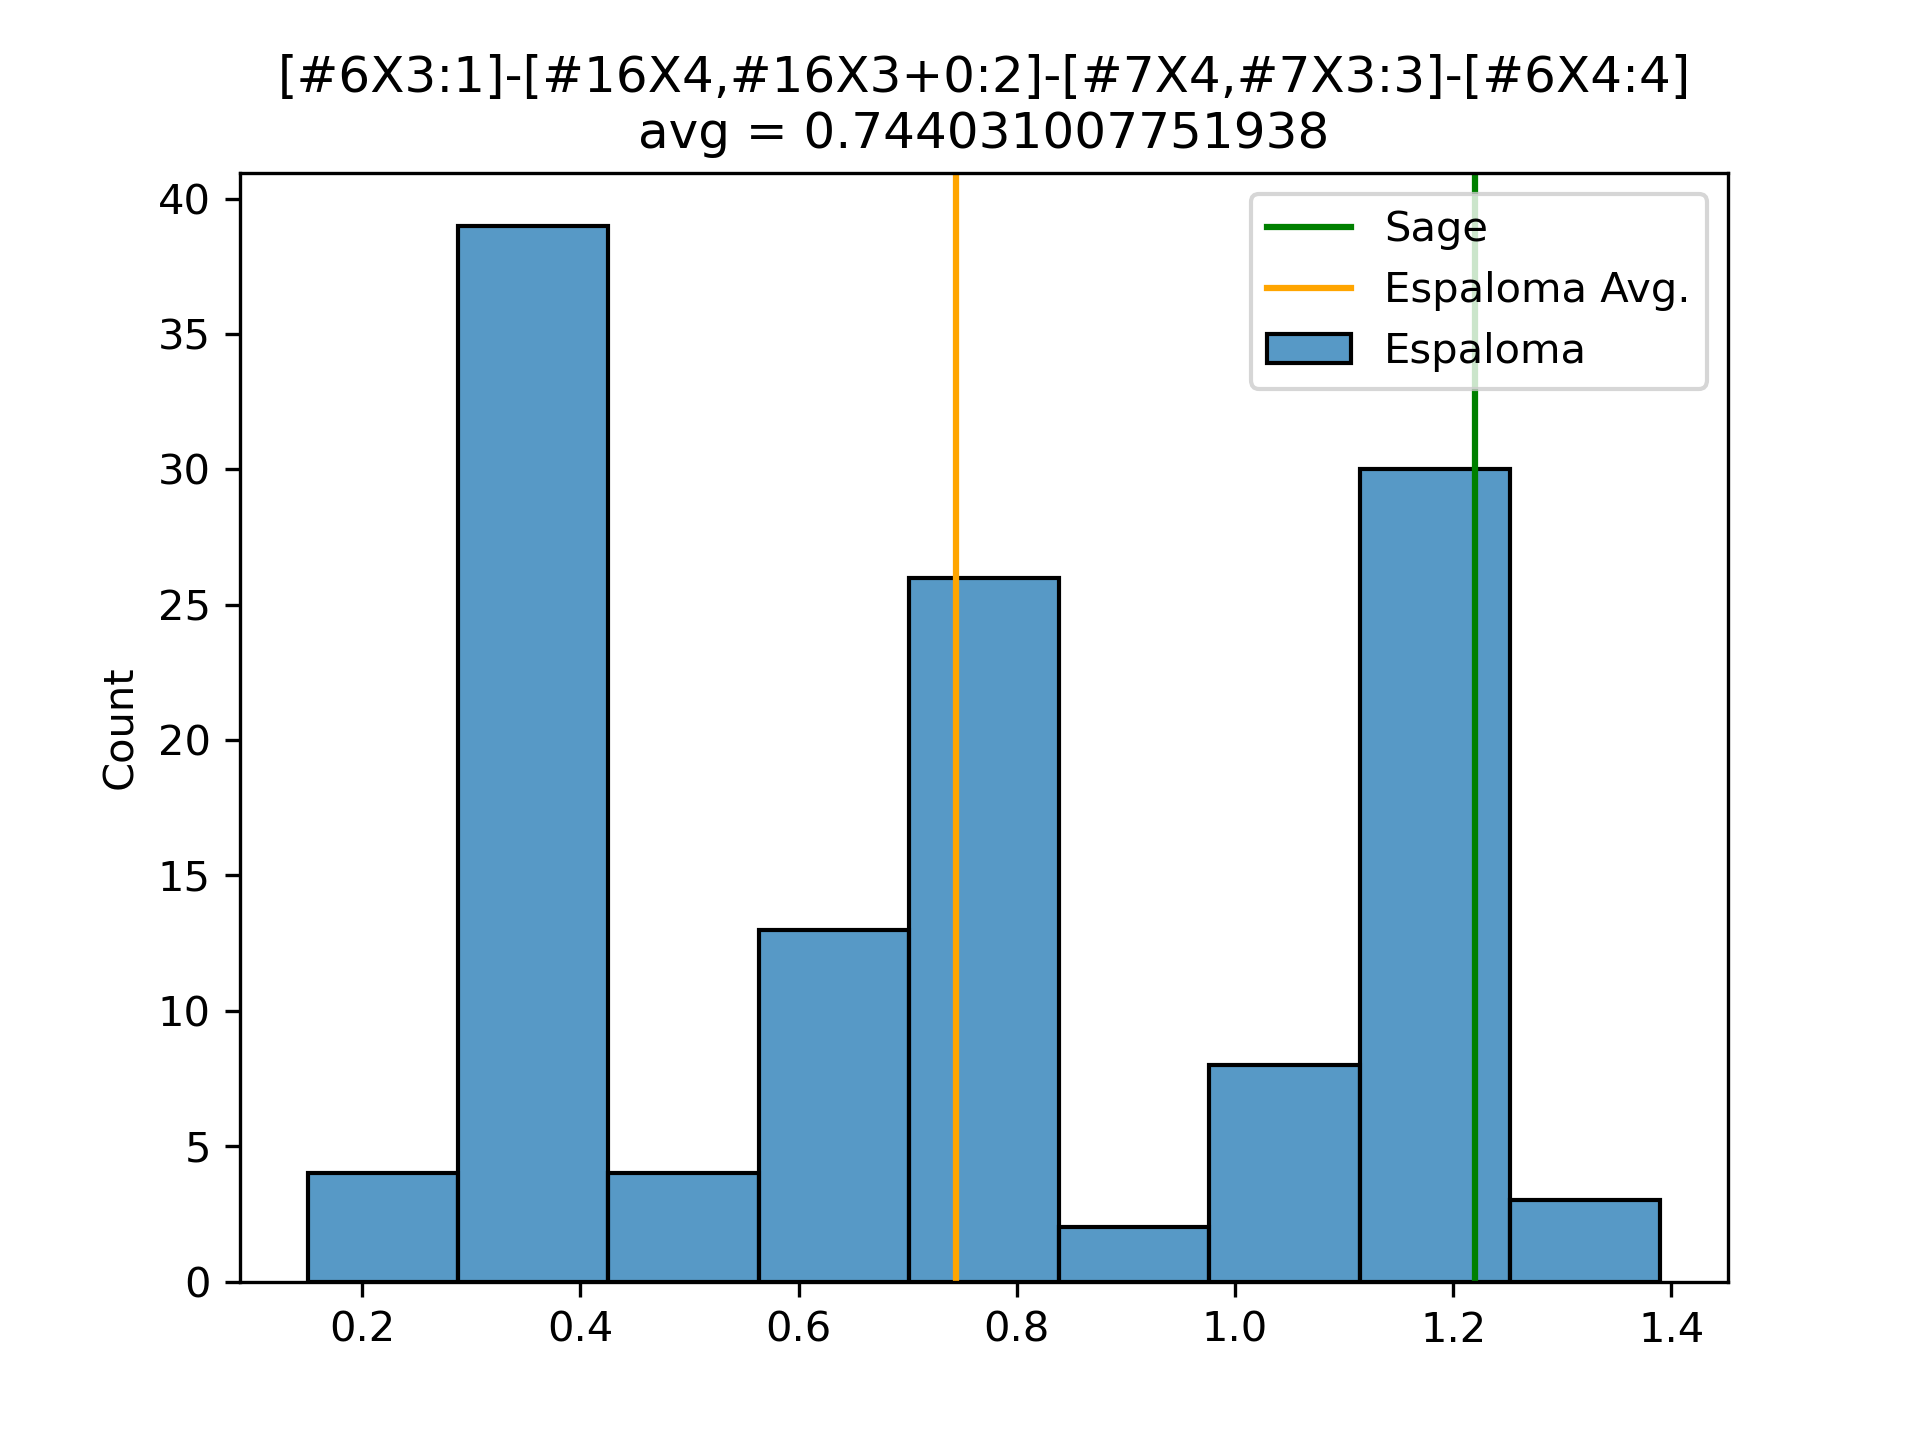 [#6X3:1]-[#16X4,#16X3+0:2]-[#7X4,#7X3:3]-[#6X4:4]
avg = 0.744031007751938
Sage
Espaloma Avg.
Espaloma
Count
40
35
30
25
20
15
10
5
0
0.2 0.4 0.6 0.8 1.0 1.2 1.4